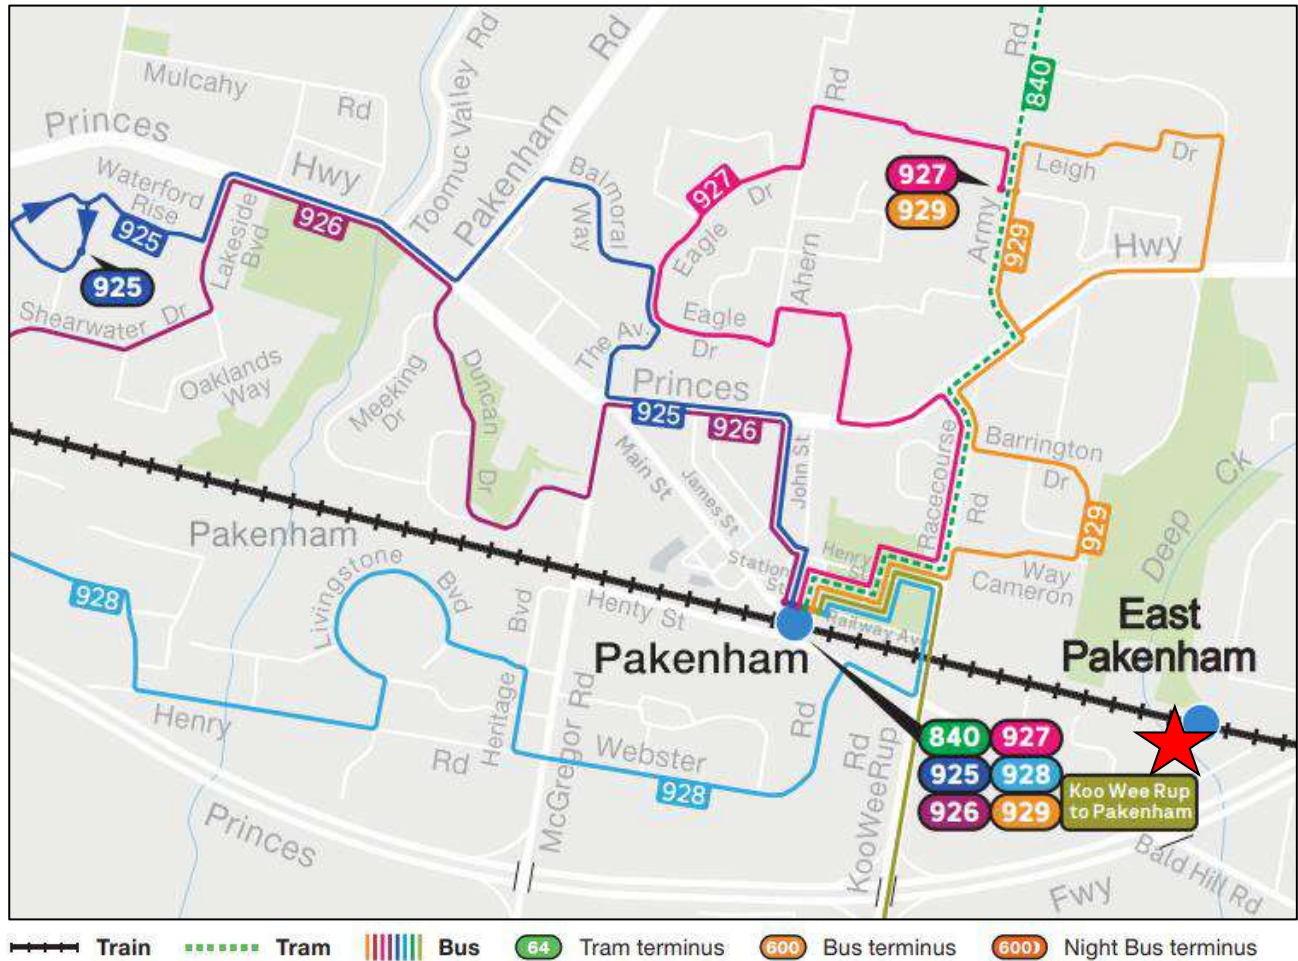 Mulcahy
Rd
Princes
Hwy
Toomuc Valley Rd
Pakenham
Rd
Rd
Rd
840
Waterford
Rise
925
925
Lakeside
Blvd
926
Balmoral
Way
927
Eagle
Dr
Ahern
927
929
Army
929
Leigh
Dr
Hwy
Shearwater Dr
Oaklands
Way
Meeking
Dr
Duncan
Dr
The Av.
Eagle
Dr
Princes
925
926
Main St
James St
John St
Racecourse
Rd
Barrington
Dr
929
Way
Cameron
Deep
Ck
Pakenham
Station
St
Henry
Railway Av
Henty St
Pakenham
East
Pakenham
928
Livingstone
Blvd
Blvd
Heritage
Henry
Rd
McGregor Rd
Webster
928
Rd
Rd
KooWeeRup
840
927
925
928
926
929
Koo Wee Rup
to Pakenham
Princes
Fwy
Bald Hill Rd
Train
Tram
Bus
64
Tram terminus
600
Bus terminus
600
Night Bus terminus